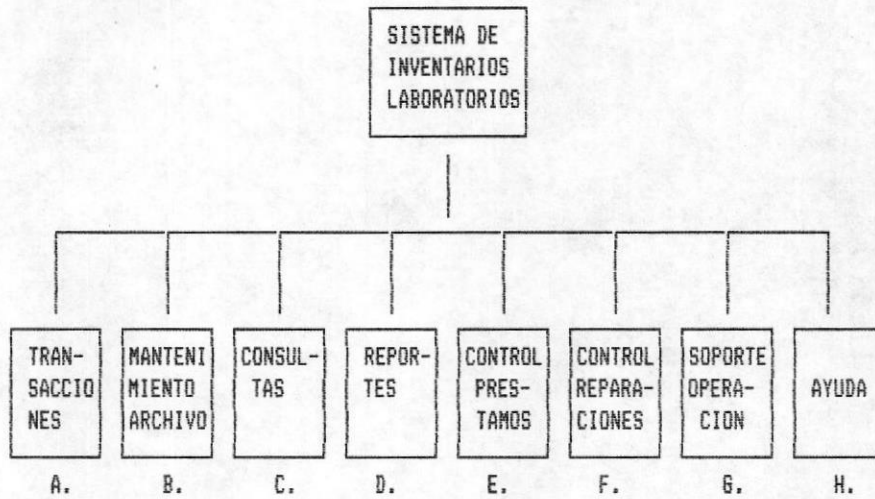 SISTEMA DE
INVENTARIOS
LABORATORIOS
TRAN-
SACCIO
NES
MANTENI
MIENTO
ARCHIVO
CONSUL-
TAS
REPOR-
TES
CONTROL
PRES-
TAMOS
CONTROL
REPARA-
CIONES
SOPORTE
OPERA-
CION
AYUDA
A. B. C. D. E. F. G. H.